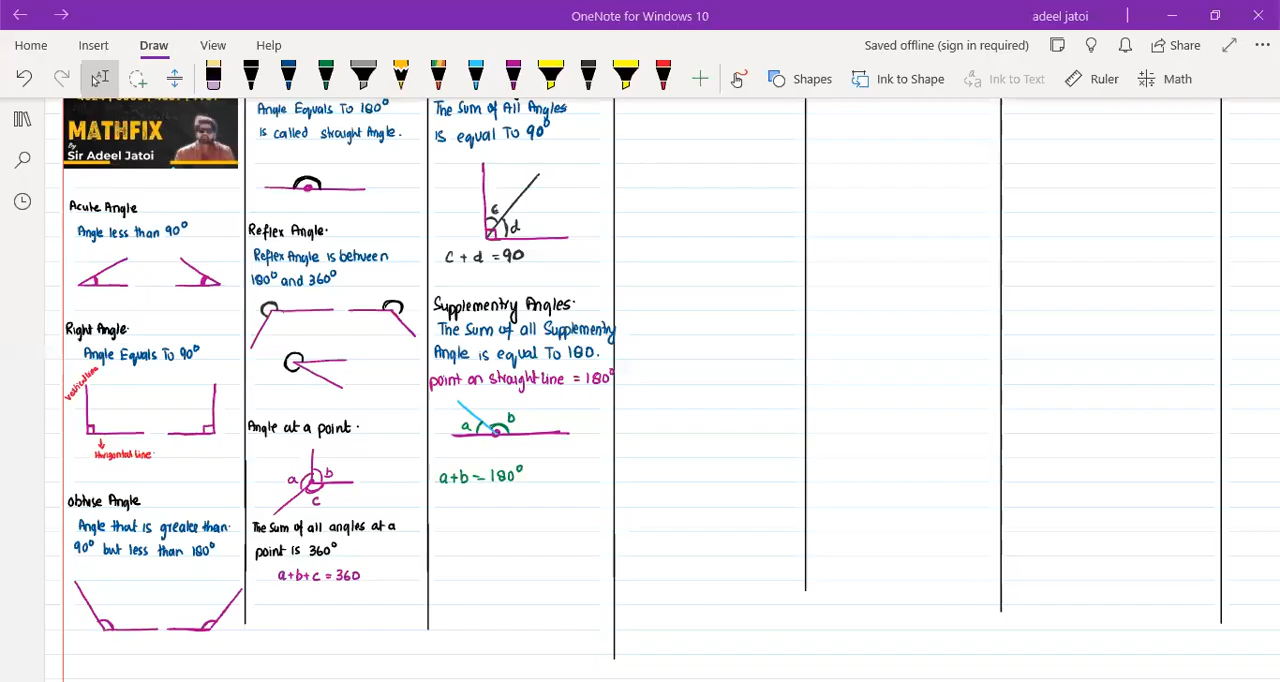 OneNote for Windows 10
adeel jatoi
Home
Insert
Draw
View
Help
Saved offline (sign in required)
Share
Shapes
Ink to Shape
Ink to Text
Ruler
Math
MATHFIX
By
Sir Adeel Jatoi
Acute Angle
Angle less than 90°
Right Angle.
Angle Equals To 90°
Vertical line
Horizontal line
Angle that is greater than.
90° but less than 180°
Angle Equals To 180°
is called straight Angle.
Reflex Angle.
Reflex Angle is between
180° and 360°
Angle at a point.
a
b
c
The sum of all angles at a
point is 360°
a+b+c = 360
The Sum of All Angles
is equal To 90°
c
d
c + d = 90
Supplementry Angles.
The Sum of all Supplementry
Angle is equal To 180.
point on straight line = 180°
a
b
a+b = 180°